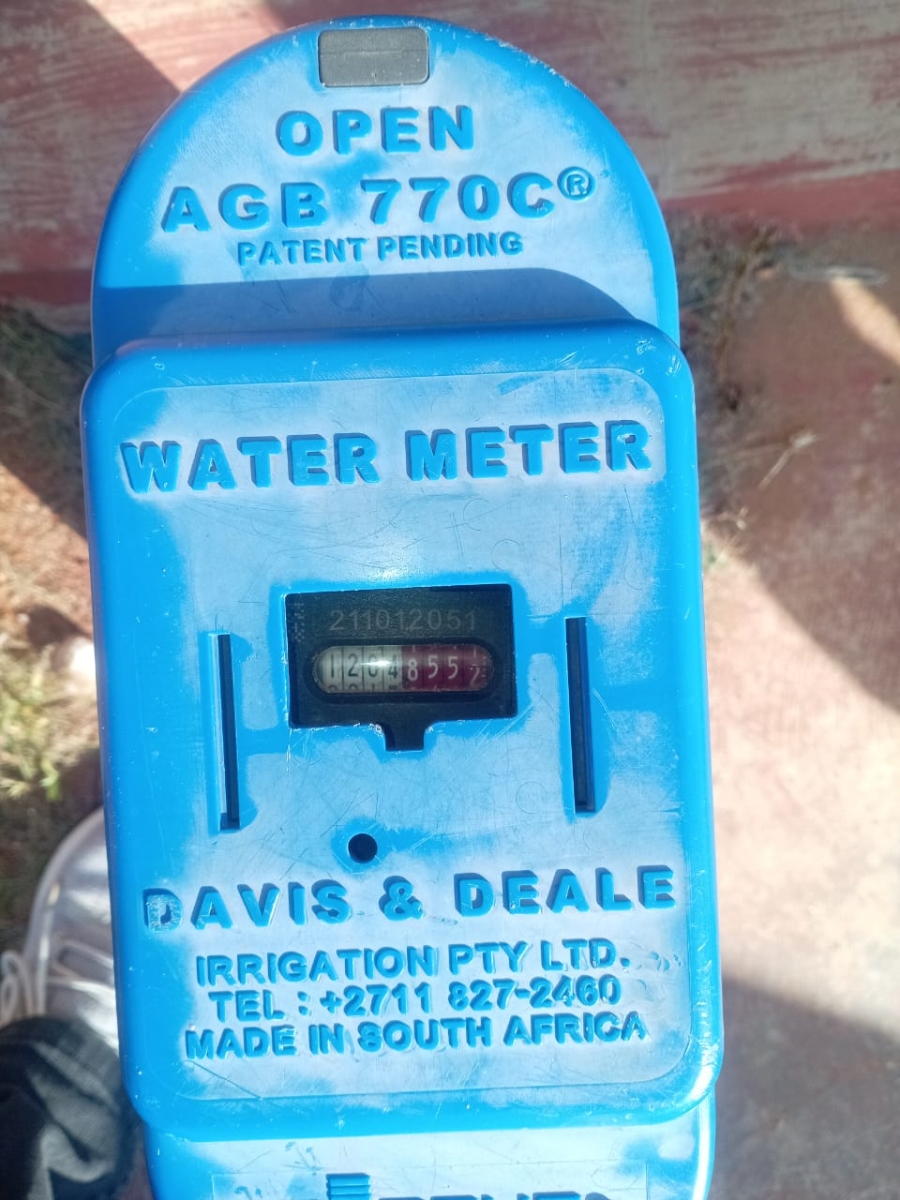 OPEN
AGB 770C®
PATENT PENDING
WATER METER
211012051
DAVIS & DEALE
IRRIGATION PTY LTD.
TEL : +2711 827-2460
MADE IN SOUTH AFRICA